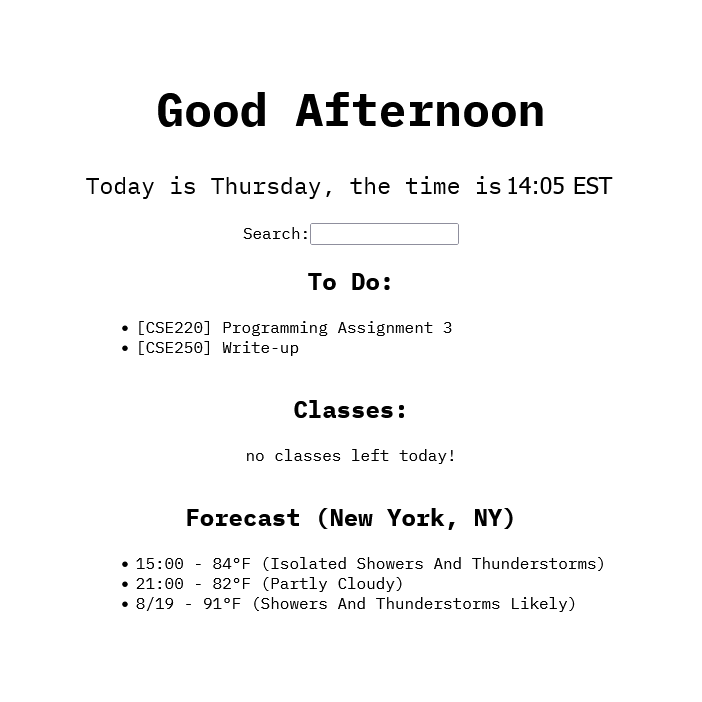 Good Afternoon
Today is Thursday, the time is 14:05 EST
Search:
To Do:
• [CSE220] Programming Assignment 3
• [CSE250] Write-up
Classes:
no classes left today!
Forecast (New York, NY)
• 15:00 - 84°F (Isolated Showers And Thunderstorms)
• 21:00 - 82°F (Partly Cloudy)
• 8/19 - 91°F (Showers And Thunderstorms Likely)